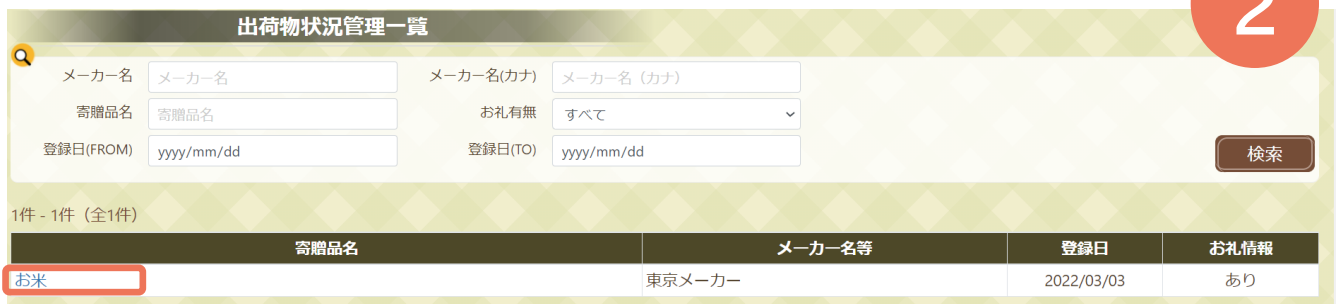 2
出荷物状況管理一覧
メーカー名 メーカー名 メーカー名(カナ) メーカー名（カナ）
寄贈品名 寄贈品名 お礼有無 すべて
登録日(FROM) yyyy/mm/dd 登録日(TO) yyyy/mm/dd 検索
1件 - 1件（全1件）
寄贈品名 メーカー名等 登録日 お礼情報
お米 東京メーカー 2022/03/03 あり